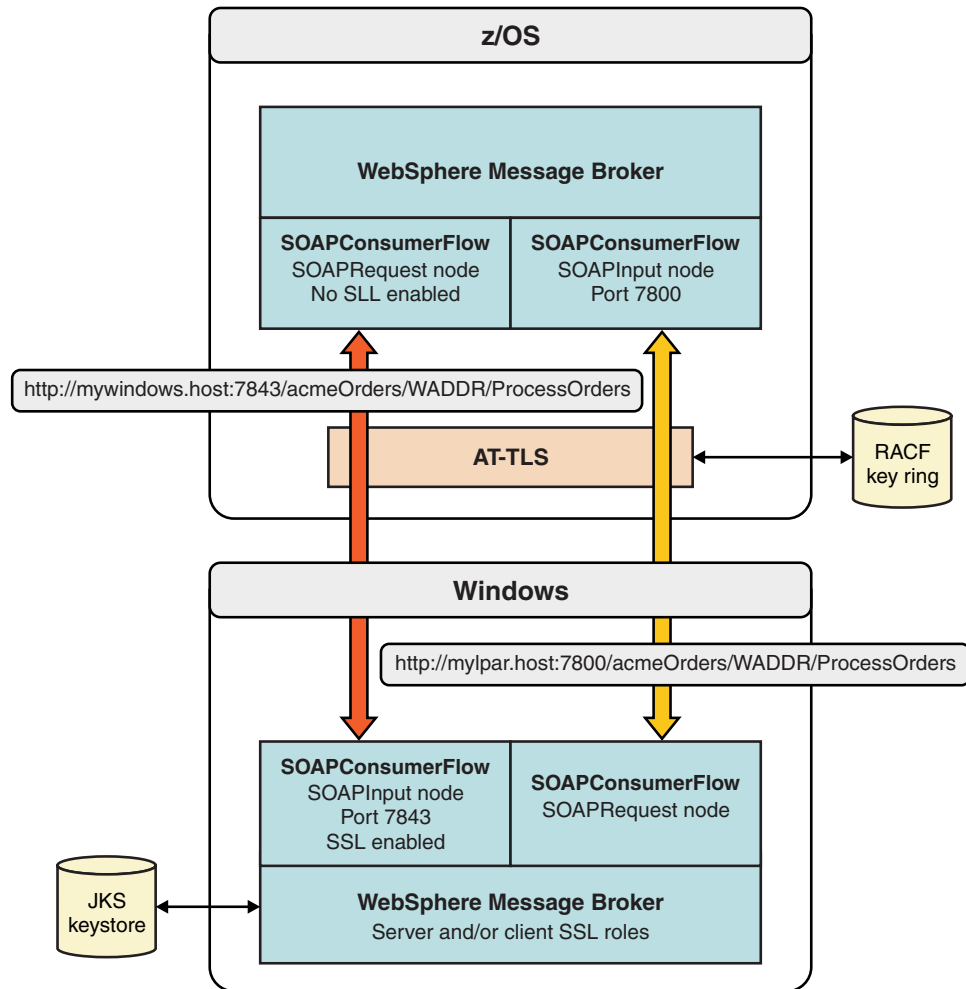 z/OS
WebSphere Message Broker
SOAPConsumerFlow
SOAPRequest node
No SLL enabled
SOAPConsumerFlow
SOAPInput node
Port 7800
http://mywindows.host:7843/acmeOrders/WADDR/ProcessOrders
AT-TLS
RACF
key ring
Windows
http://mylpar.host:7800/acmeOrders/WADDR/ProcessOrders
SOAPConsumerFlow
SOAPInput node
Port 7843
SSL enabled
SOAPConsumerFlow
SOAPRequest node
JKS
keystore
WebSphere Message Broker
Server and/or client SSL roles